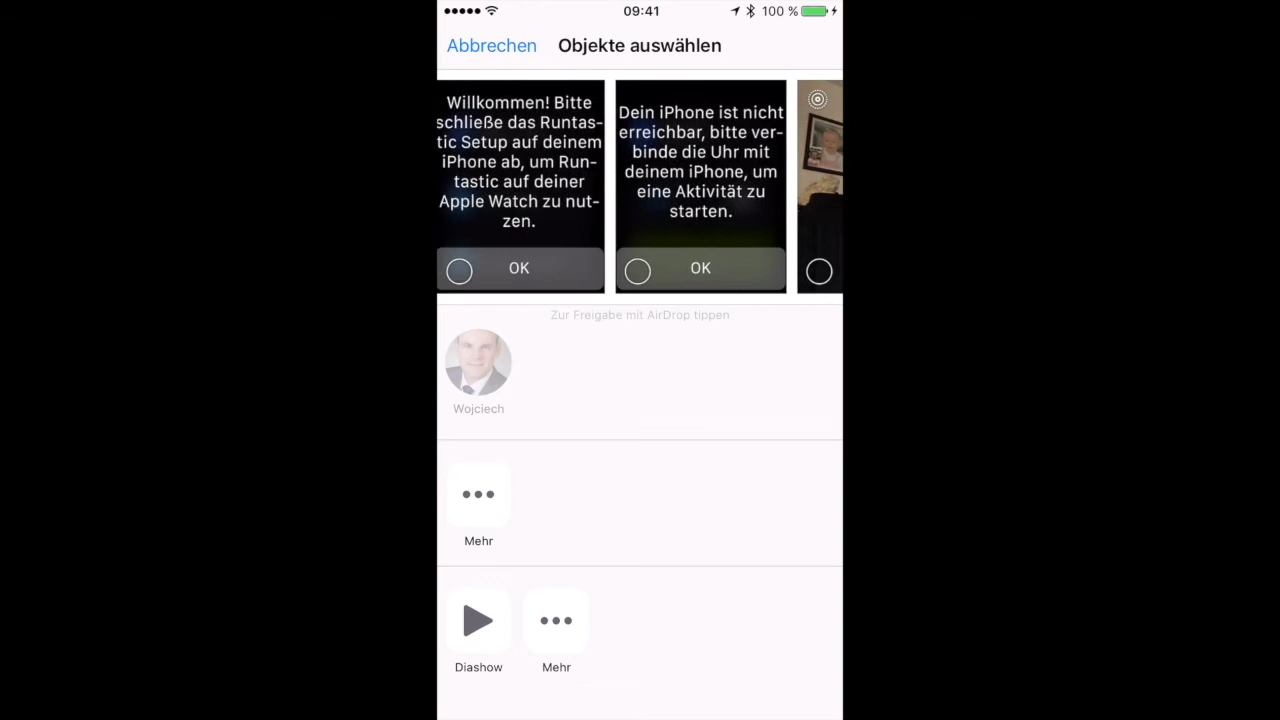 09:41
100 %
Abbrechen
Objekte auswählen
Willkommen! Bitte
schließe das Runtas-
tic Setup auf deinem
iPhone ab, um Run-
tastic auf deiner
Apple Watch zu nut-
zen.
OK
Dein iPhone ist nicht
erreichbar, bitte ver-
binde die Uhr mit
deinem iPhone, um
eine Aktivität zu
starten.
OK
Zur Freigabe mit AirDrop tippen
Wojciech
Mehr
Diashow
Mehr